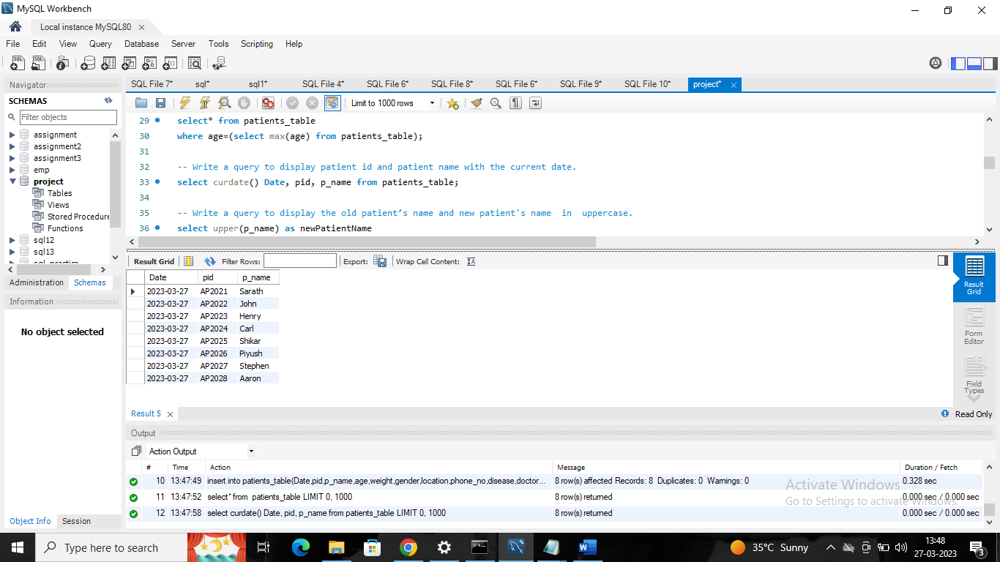 MySQL Workbench
Local instance MySQL80
File Edit View Query Database Server Tools Scripting Help
Navigator
SCHEMAS
Filter objects
assignment
assignment2
assignment3
emp
project
Tables
Views
Stored Procedure
Functions
sql12
sql13
sql_practice
Administration Schemas
Information
No object selected
Object Info Session
SQL File 7* sql* sql1* SQL File 4* SQL File 6* SQL File 8* SQL File 6* SQL File 9* SQL File 10* project*
Limit to 1000 rows
29 select* from patients_table
30 where age=(select max(age) from patients_table);
31
32 -- Write a query to display patient id and patient name with the current date.
33 select curdate() Date, pid, p_name from patients_table;
34
35 -- Write a query to display the old patient’s name and new patient's name  in  uppercase.
36 select upper(p_name) as newPatientName
Result Grid Filter Rows: Export: Wrap Cell Content:
Date pid p_name
2023-03-27 AP2021 Sarath
2023-03-27 AP2022 John
2023-03-27 AP2023 Henry
2023-03-27 AP2024 Carl
2023-03-27 AP2025 Shikar
2023-03-27 AP2026 Piyush
2023-03-27 AP2027 Stephen
2023-03-27 AP2028 Aaron
Result Grid
Form Editor
Field Types
Result 5
Read Only
Output
Action Output
# Time Action Message Duration / Fetch
10 13:47:49 insert into patients_table(Date,pid,p_name,age,weight,gender,location,phone_no,disease,doctor... 8 row(s) affected Records: 8  Duplicates: 0  Warnings: 0 0.328 sec
11 13:47:52 select* from  patients_table LIMIT 0, 1000 8 row(s) returned 0.000 sec / 0.000 sec
12 13:47:58 select curdate() Date, pid, p_name from patients_table LIMIT 0, 1000 8 row(s) returned 0.000 sec / 0.000 sec
Activate Windows
Go to Settings to activate Windows.
Type here to search
35°C Sunny
13:48
27-03-2023
3